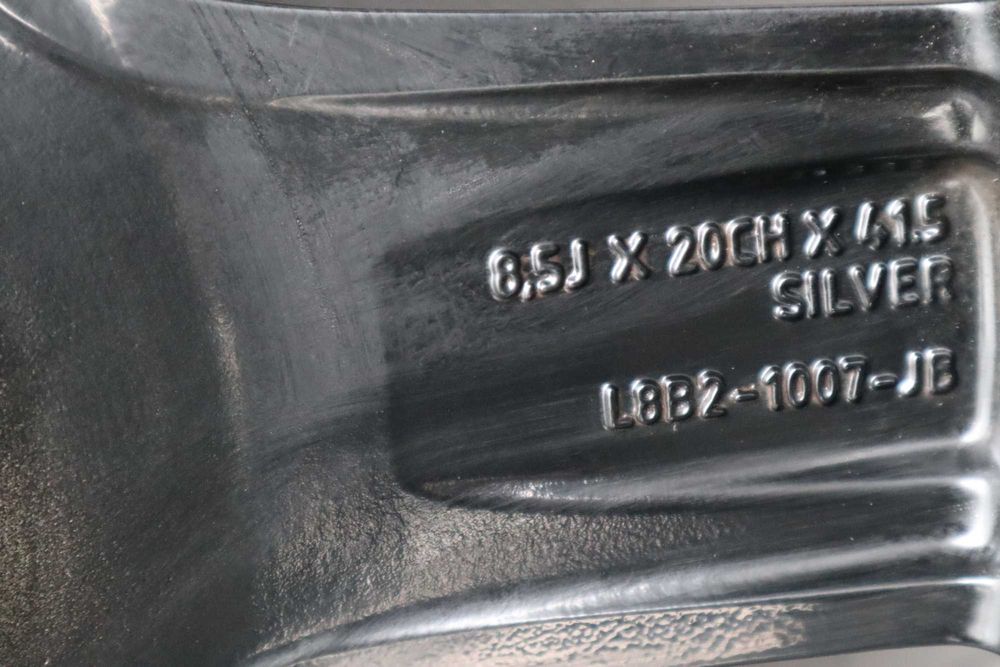 8,5J X 20CH X 41.5
SILVER
L8B2-1007-JB